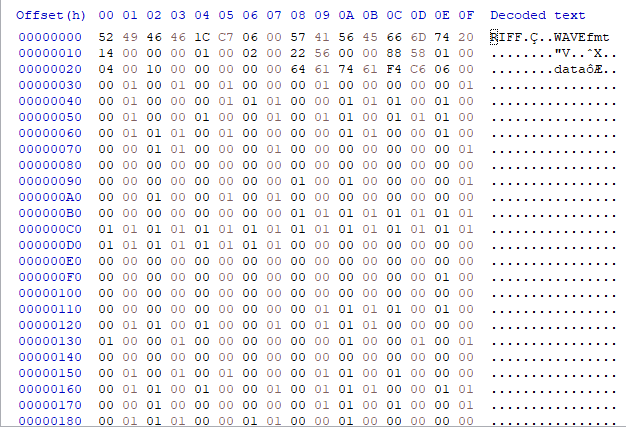 Offset(h) 00 01 02 03 04 05 06 07 08 09 0A 0B 0C 0D 0E 0F Decoded text
00000000 52 49 46 46 1C C7 06 00 57 41 56 45 66 6D 74 20 RIFF.Ç..WAVEfmt
00000010 14 00 00 00 01 00 02 00 22 56 00 00 88 58 01 00 ........"V..ˆX..
00000020 04 00 10 00 00 00 00 00 64 61 74 61 F4 C6 06 00 ........dataôÆ..
00000030 00 01 00 01 00 01 00 00 00 00 00 00 00 00 00 01 ................
00000040 00 00 00 00 00 01 01 01 00 00 00 01 01 00 01 00 ................
00000050 00 00 00 01 00 01 00 00 00 01 01 00 01 01 00 01 ................
00000060 00 00 01 01 00 01 00 00 00 00 00 01 01 00 00 01 ................
00000070 00 00 01 01 00 00 00 01 00 00 00 00 00 00 00 01 ................
00000080 00 00 00 00 00 00 00 00 00 00 00 00 00 00 00 00 ................
00000090 00 00 00 00 00 00 00 00 01 00 01 00 00 00 01 01 ................
000000A0 00 00 01 00 00 01 00 01 00 00 00 00 00 00 00 00 ................
000000B0 00 00 00 00 00 00 00 00 01 01 01 01 01 01 01 01 ................
000000C0 01 01 01 01 01 01 01 01 01 01 01 01 01 01 01 01 ................
000000D0 01 01 01 01 01 01 01 01 00 00 00 00 00 00 00 00 ................
000000E0 00 00 00 00 00 00 00 00 00 00 00 00 00 00 00 00 ................
000000F0 00 00 00 00 00 00 00 00 00 00 00 00 00 00 01 00 ................
00000100 00 00 00 00 00 00 00 00 00 00 00 00 00 00 00 00 ................
00000110 00 00 00 00 00 00 00 00 00 01 01 01 00 00 01 00 ................
00000120 00 01 01 00 01 00 00 01 00 00 01 00 00 00 00 00 ................
00000130 01 00 00 01 00 00 00 00 00 01 00 00 00 01 00 01 ................
00000140 00 00 00 00 00 00 00 00 00 00 00 00 00 00 00 00 ................
00000150 00 01 00 01 00 01 00 00 00 01 01 00 00 00 00 01 ................
00000160 00 01 01 00 01 00 00 01 00 01 01 00 00 00 01 01 ................
00000170 00 00 01 00 00 00 00 00 00 01 01 00 01 00 00 01 ................
00000180 00 01 01 01 00 00 01 01 00 00 00 01 00 00 00 00 ................